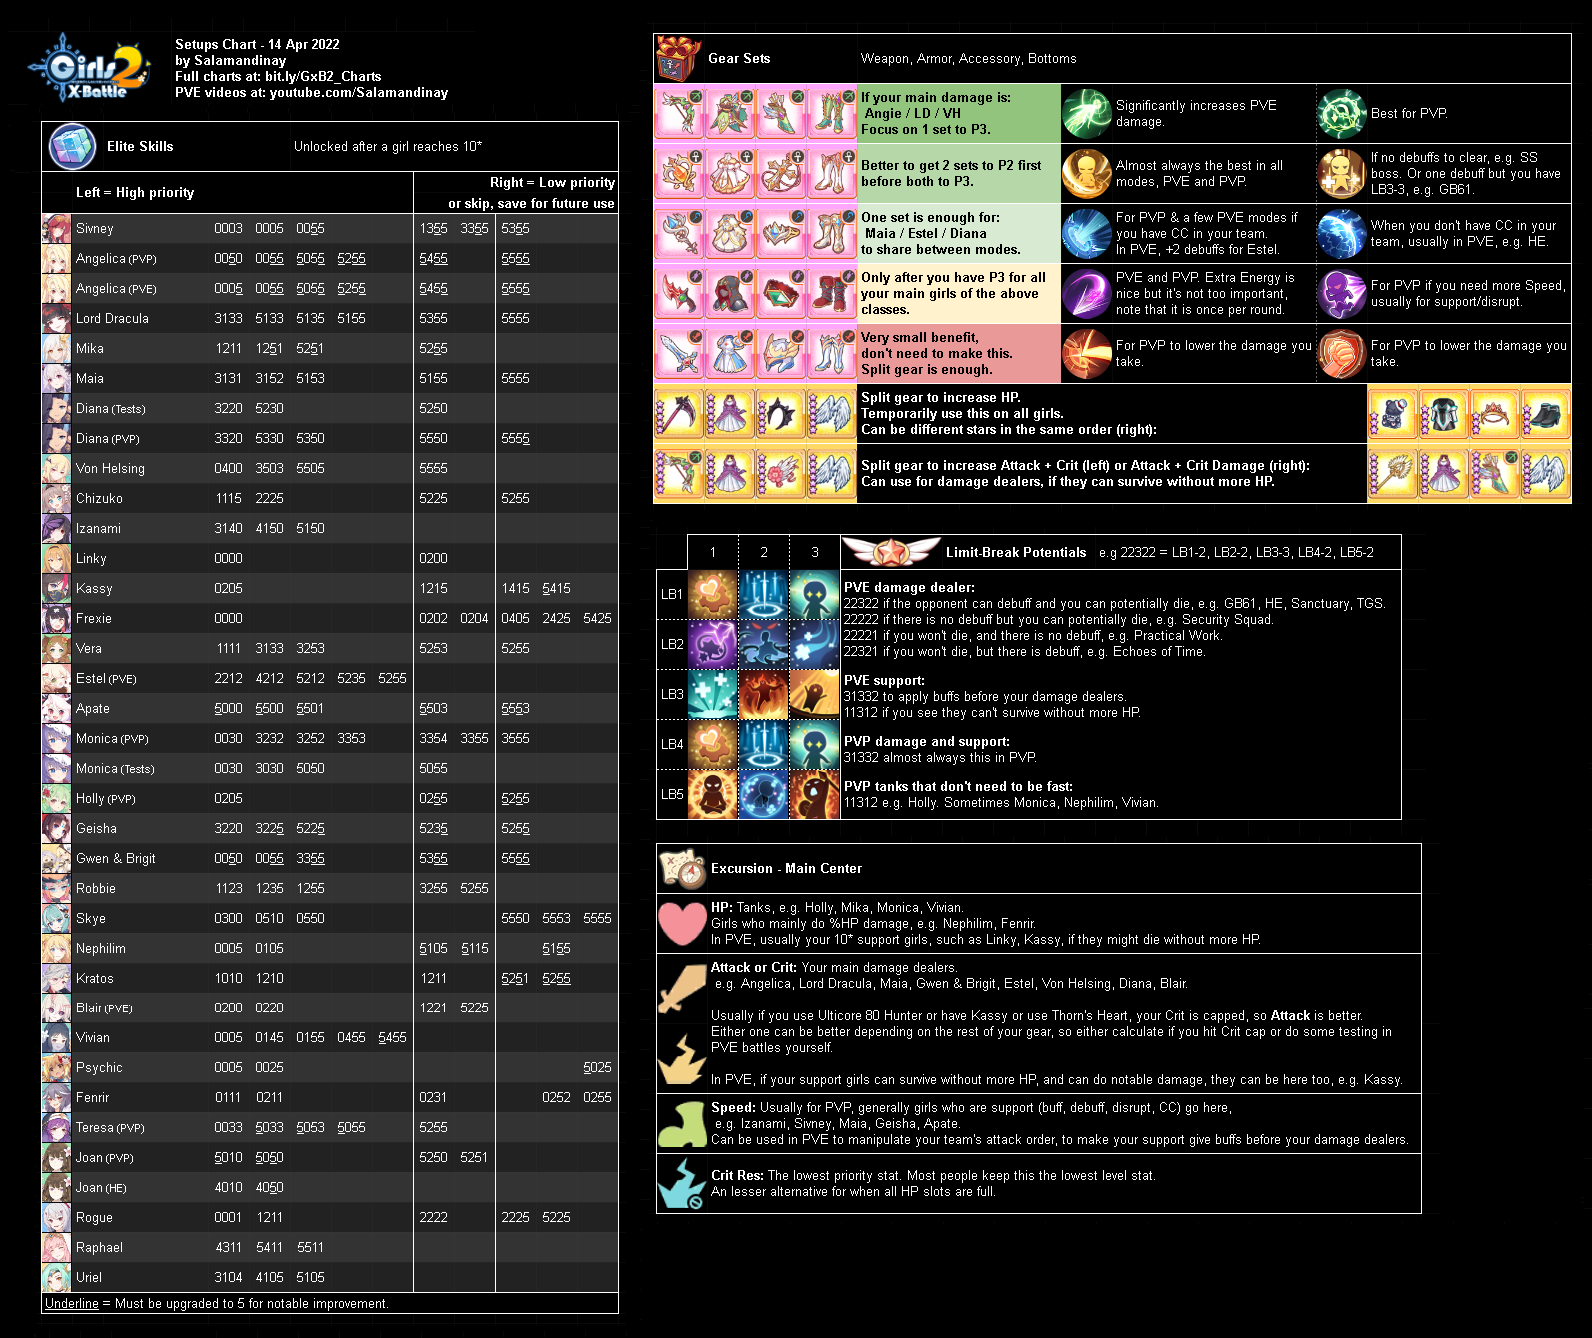 Girls 2
X-Battle
Setups Chart - 14 Apr 2022
by Salamandinay
Full charts at: bit.ly/GxB2_Charts
PVE videos at: youtube.com/Salamandinay
Elite Skills Unlocked after a girl reaches 10*
Left = High priority
Right = Low priority
or skip, save for future use
Sivney 0003 0005 0055 1355 3355 5355
Angelica (PVP) 0050 0055 5055 5255 5455 5555
Angelica (PVE) 0005 0055 5055 5255 5455 5555
Lord Dracula 3133 5133 5135 5155 5355 5555
Mika 1211 1251 5251 5255
Maia 3131 3152 5153 5155 5555
Diana (Tests) 3220 5230 5250
Diana (PVP) 3320 5330 5350 5550 5555
Von Helsing 0400 3503 5505 5555
Chizuko 1115 2225 5225 5255
Izanami 3140 4150 5150
Linky 0000 0200
Kassy 0205 1215 1415 5415
Frexie 0000 0202 0204 0405 2425 5425
Vera 1111 3133 3253 5253 5255
Estel (PVE) 2212 4212 5212 5235 5255
Apate 5000 5500 5501 5503 5553
Monica (PVP) 0030 3232 3252 3353 3354 3355 3555
Monica (Tests) 0030 3030 5050 5055
Holly (PVP) 0205 0255 5255
Geisha 3220 3225 5225 5235 5255
Gwen & Brigit 0050 0055 3355 5355 5555
Robbie 1123 1235 1255 3255 5255
Skye 0300 0510 0550 5550 5553 5555
Nephilim 0005 0105 5105 5115 5155
Kratos 1010 1210 1211 5251 5255
Blair (PVE) 0200 0220 1221 5225
Vivian 0005 0145 0155 0455 5455
Psychic 0005 0025 5025
Fenrir 0111 0211 0231 0252 0255
Teresa (PVP) 0033 5033 5053 5055 5255
Joan (PVP) 5010 5050 5250 5251
Joan (HE) 4010 4050
Rogue 0001 1211 2222 2225 5225
Raphael 4311 5411 5511
Uriel 3104 4105 5105
Underline = Must be upgraded to 5 for notable improvement.
Gear Sets Weapon, Armor, Accessory, Bottoms
If your main damage is:
Angie / LD / VH
Focus on 1 set to P3.
Significantly increases PVE
damage.
Best for PVP.
Better to get 2 sets to P2 first
before both to P3.
Almost always the best in all
modes, PVE and PVP.
If no debuffs to clear, e.g. SS
boss. Or one debuff but you have
LB3-3, e.g. GB61.
One set is enough for:
Maia / Estel / Diana
to share between modes.
For PVP & a few PVE modes if
you have CC in your team.
In PVE, +2 debuffs for Estel.
When you don't have CC in your
team, usually in PVE, e.g. HE.
Only after you have P3 for all
your main girls of the above
classes.
PVE and PVP. Extra Energy is
nice but it's not too important,
note that it is once per round.
For PVP if you need more Speed,
usually for support/disrupt.
Very small benefit,
don't need to make this.
Split gear is enough.
For PVP to lower the damage you
take.
For PVP to lower the damage you
take.
Split gear to increase HP.
Temporarily use this on all girls.
Can be different stars in the same order (right):
Split gear to increase Attack + Crit (left) or Attack + Crit Damage (right):
Can use for damage dealers, if they can survive without more HP.
1 2 3 Limit-Break Potentials e.g 22322 = LB1-2, LB2-2, LB3-3, LB4-2, LB5-2
LB1
LB2
LB3
LB4
LB5
PVE damage dealer:
22322 if the opponent can debuff and you can potentially die, e.g. GB61, HE, Sanctuary, TGS.
22222 if there is no debuff but you can potentially die, e.g. Security Squad.
22221 if you won't die, and there is no debuff, e.g. Practical Work.
22321 if you won't die, but there is debuff, e.g. Echoes of Time.
PVE support:
31332 to apply buffs before your damage dealers.
11312 if you see they can't survive without more HP.
PVP damage and support:
31332 almost always this in PVP.
PVP tanks that don't need to be fast:
11312 e.g. Holly. Sometimes Monica, Nephilim, Vivian.
Excursion - Main Center
HP: Tanks, e.g. Holly, Mika, Monica, Vivian.
Girls who mainly do %HP damage, e.g. Nephilim, Fenrir.
In PVE, usually your 10* support girls, such as Linky, Kassy, if they might die without more HP.
Attack or Crit: Your main damage dealers.
e.g. Angelica, Lord Dracula, Maia, Gwen & Brigit, Estel, Von Helsing, Diana, Blair.
Usually if you use Ulticore 80 Hunter or have Kassy or use Thorn's Heart, your Crit is capped, so Attack is better.
Either one can be better depending on the rest of your gear, so either calculate if you hit Crit cap or do some testing in
PVE battles yourself.
In PVE, if your support girls can survive without more HP, and can do notable damage, they can be here too, e.g. Kassy.
Speed: Usually for PVP, generally girls who are support (buff, debuff, disrupt, CC) go here,
e.g. Izanami, Sivney, Maia, Geisha, Apate.
Can be used in PVE to manipulate your team's attack order, to make your support give buffs before your damage dealers.
Crit Res: The lowest priority stat. Most people keep this the lowest level stat.
An lesser alternative for when all HP slots are full.